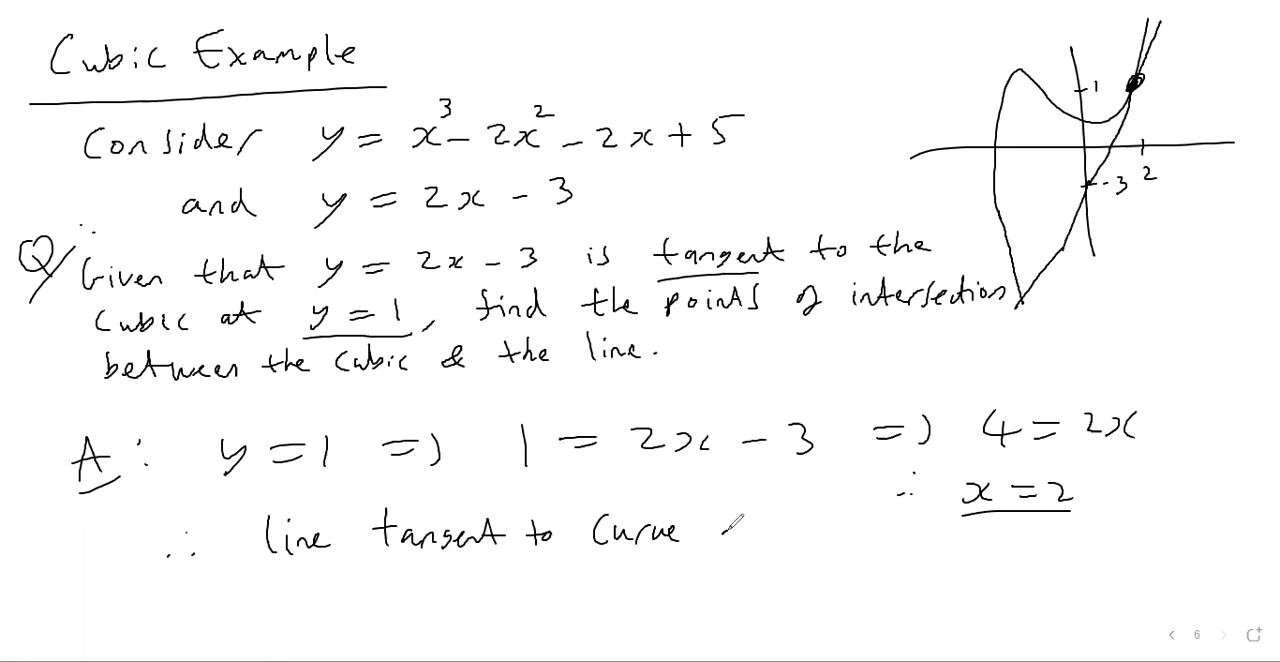 Cubic Example
Consider y = x³ - 2x² - 2x + 5
and y = 2x - 3
Q/ Given that y = 2x - 3 is tangent to the
cubic at y = 1, find the points of intersection
between the cubic & the line.
A: y = 1 => 1 = 2x - 3 => 4 = 2x
∴ x = 2
∴ line tangent to curve
1
-3
2
6